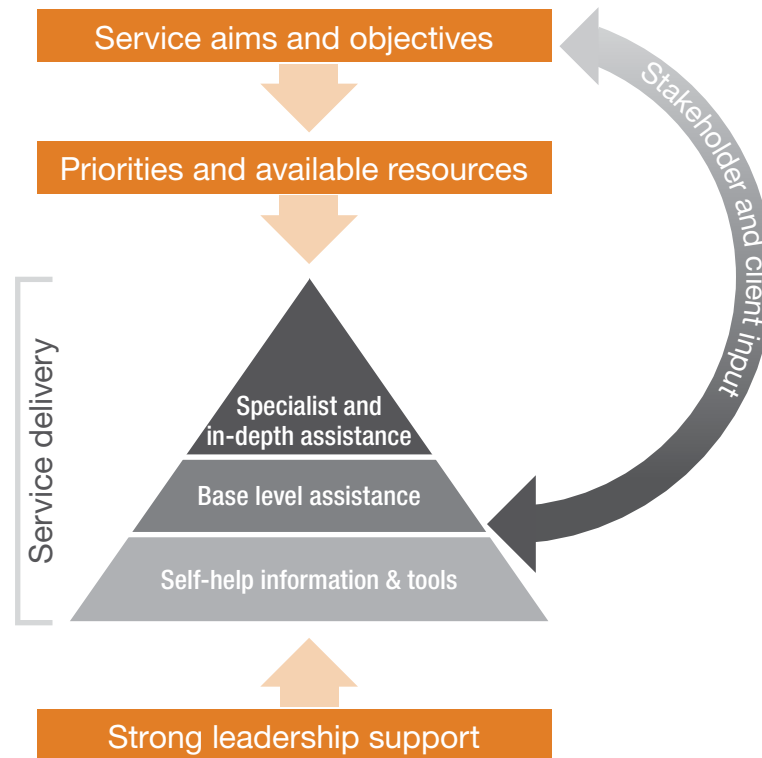 Service aims and objectives
Priorities and available resources
Stakeholder and client input
Service delivery
Specialist and
in-depth assistance
Base level assistance
Self-help information & tools
Strong leadership support